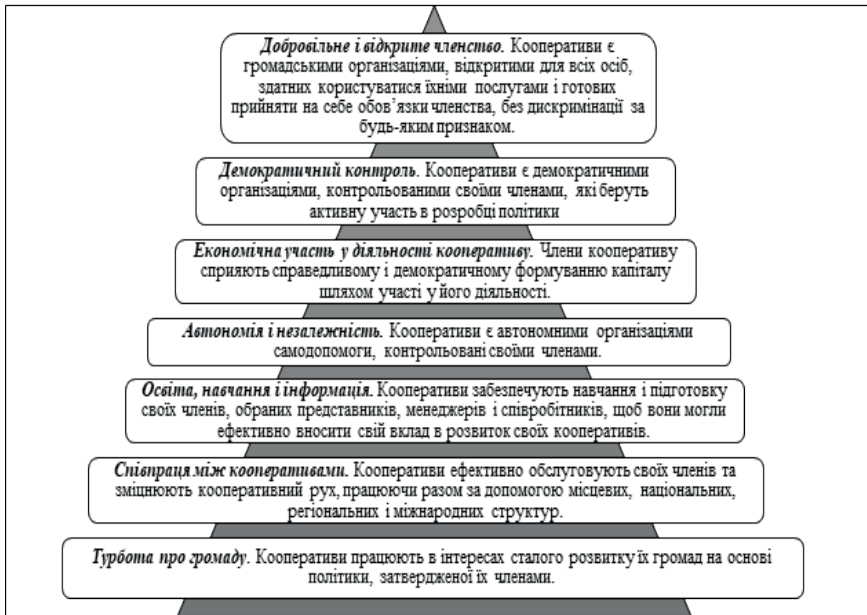 Добровільне і відкрите членство. Кооперативи є
громадськими організаціями, відкритими для всіх осіб,
здатних користуватися їхніми послугами і готових
прийняти на себе обов’язки членства, без дискримінації за
будь-яким признаком.
Демократичний контроль. Кооперативи є демократичними
організаціями, контрольованими своїми членами, які беруть
активну участь в розробці політики
Економічна участь у діяльності кооперативу. Члени кооперативу
сприяють справедливому і демократичному формуванню капіталу
шляхом участі у його діяльності.
Автономія і незалежність. Кооперативи є автономними організаціями
самодопомоги, контрольовані своїми членами.
Освіта, навчання і інформація. Кооперативи забезпечують навчання і підготовку
своїх членів, обраних представників, менеджерів і співробітників, щоб вони могли
ефективно вносити свій вклад в розвиток своїх кооперативів.
Співпраця між кооперативами. Кооперативи ефективно обслуговують своїх членів та
зміцнюють кооперативний рух, працюючи разом за допомогою місцевих, національних,
регіональних і міжнародних структур.
Турбота про громаду. Кооперативи працюють в інтересах сталого розвитку їх громад на основі
політики, затвердженої їх членами.